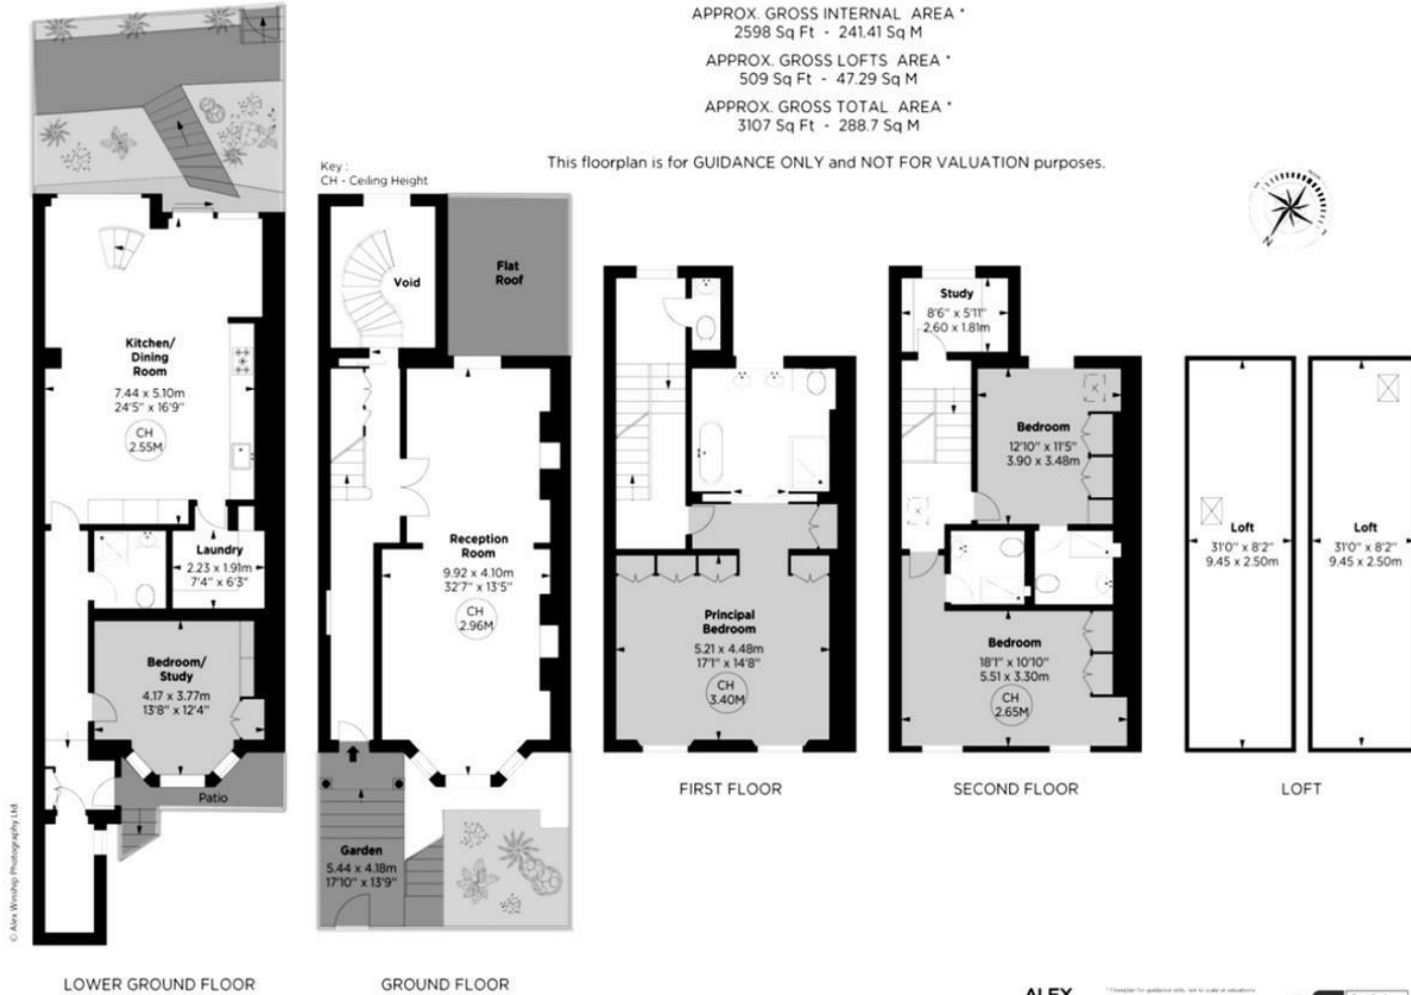 APPROX. GROSS INTERNAL AREA *
2598 Sq Ft - 241.41 Sq M
APPROX. GROSS LOFTS AREA *
509 Sq Ft - 47.29 Sq M
APPROX. GROSS TOTAL AREA *
3107 Sq Ft - 288.7 Sq M
This floorplan is for GUIDANCE ONLY and NOT FOR VALUATION purposes.
Key :
CH - Ceiling Height
N
Kitchen/
Dining
Room
7.44 x 5.10m
24'5" x 16'9"
CH
2.55M
Laundry
2.23 x 1.91m
7'4" x 6'3"
Bedroom/
Study
4.17 x 3.77m
13'8" x 12'4"
Patio
LOWER GROUND FLOOR
Void
Flat
Roof
Reception
Room
9.92 x 4.10m
32'7" x 13'5"
CH
2.96M
Garden
5.44 x 4.18m
17'10" x 13'9"
GROUND FLOOR
Principal
Bedroom
5.21 x 4.48m
17'1" x 14'8"
CH
3.40M
FIRST FLOOR
Study
8'6" x 5'11"
2.60 x 1.81m
Bedroom
12'10" x 11'5"
3.90 x 3.48m
Bedroom
18'1" x 10'10"
5.51 x 3.30m
CH
2.65M
SECOND FLOOR
Loft
31'0" x 8'2"
9.45 x 2.50m
Loft
31'0" x 8'2"
9.45 x 2.50m
LOFT
© Alex Winship Photography Ltd.
ALEX